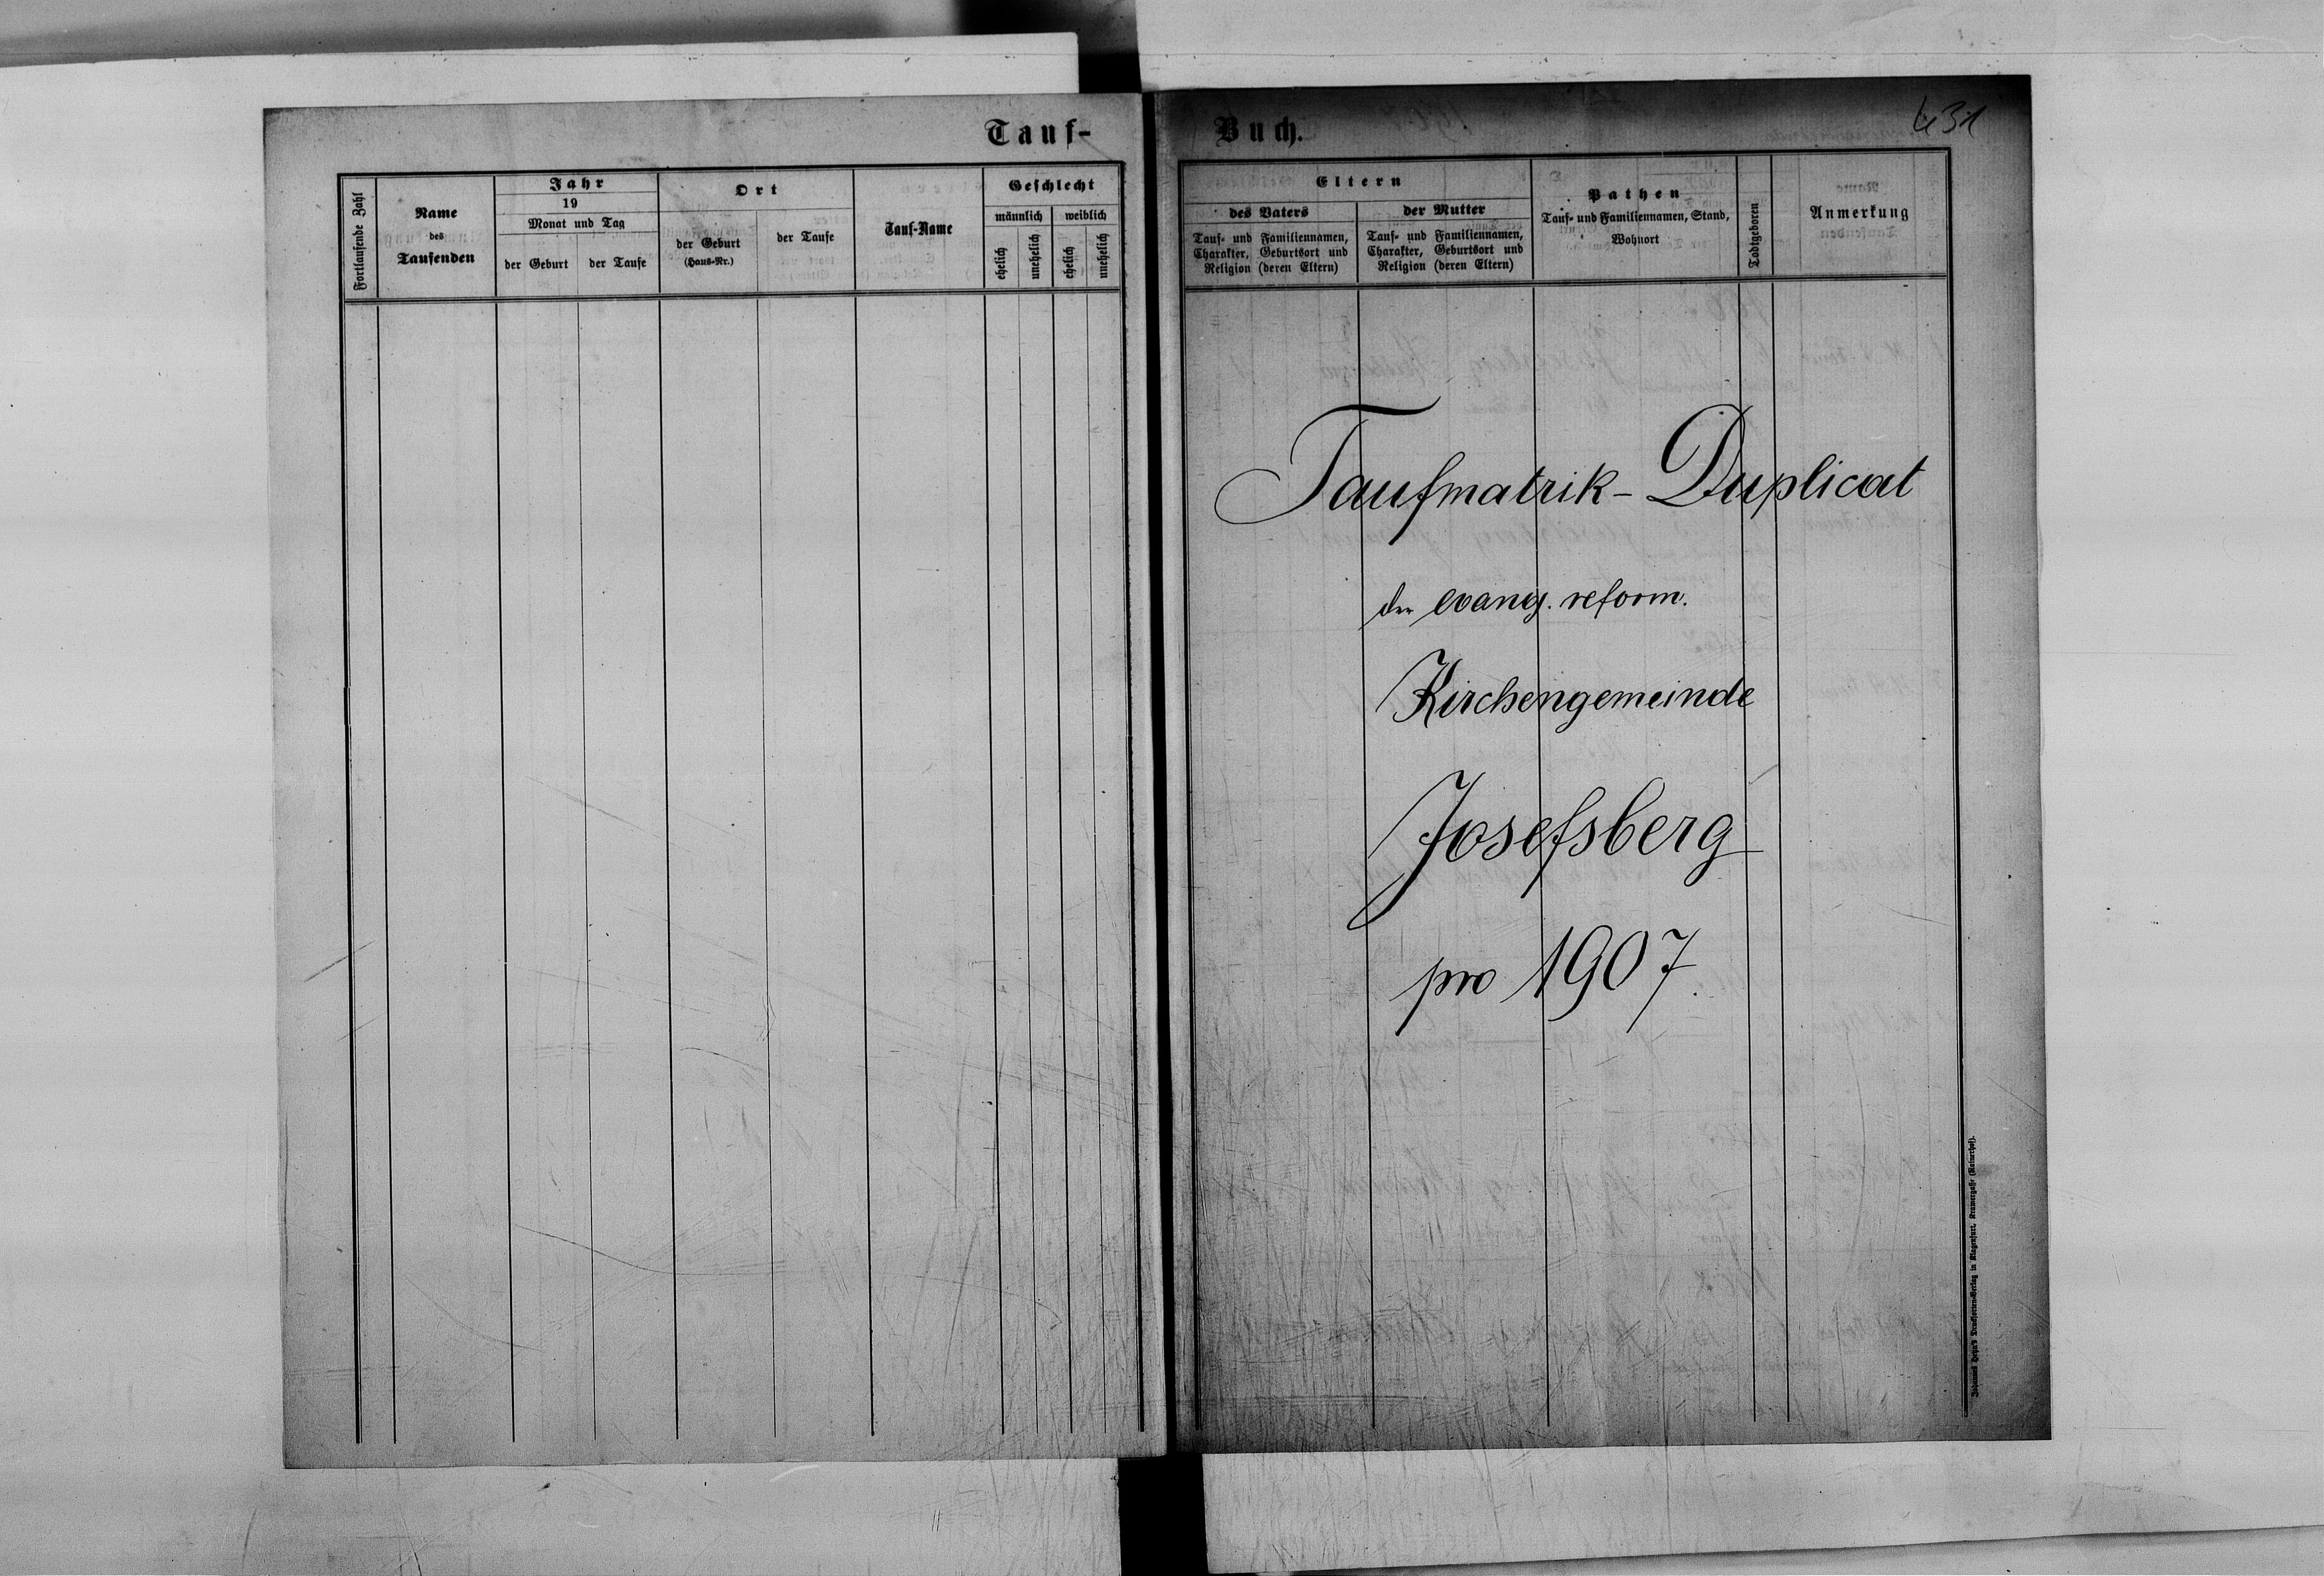 Tauf-
Fortlaufende Zahl
Name
des
Taufenden
Jahr
19
Monat und Tag
der Geburt
der Taufe
Ort
der Geburt
(Haus-Nr.)
der Taufe
Tauf-Name
Geschlecht
männlich
weiblich
ehelich
unehelich
ehelich
unehelich
Buch.
431
Eltern
des Vaters
Tauf- und Familiennamen,
Charakter, Geburtsort und
Religion (deren Eltern)
der Mutter
Tauf- und Familiennamen,
Charakter, Geburtsort und
Religion (deren Eltern)
Pathen
Tauf- und Familiennamen, Stand,
Wohnort
Todtgeboren
Anmerkung
Taufmatrik-Duplicat
der evang. reform.
Kirchengemeinde
Josefsberg
pro 1907.